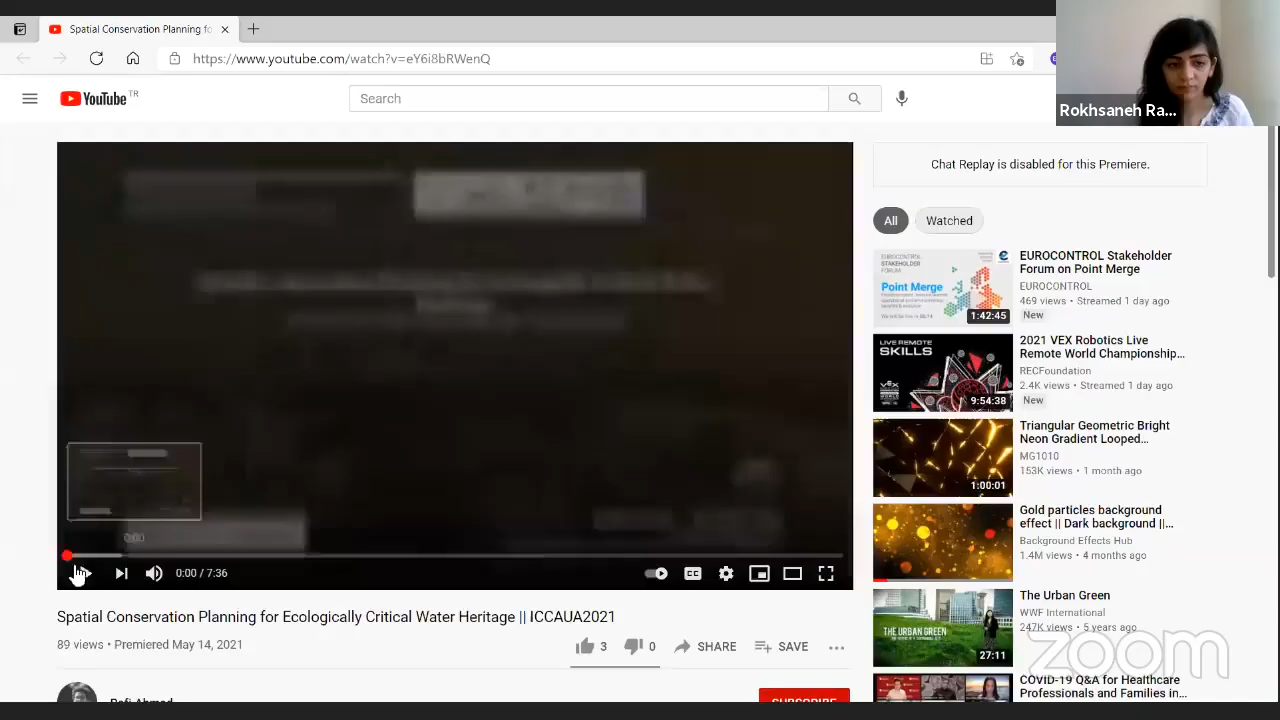 Spatial Conservation Planning fo
https://www.youtube.com/watch?v=eY6i8bRWenQ
Rokhsaneh Ra...
YouTube TR
Search
Chat Replay is disabled for this Premiere.
All
Watched
EUROCONTROL STAKEHOLDER FORUM
Point Merge
1:42:45
EUROCONTROL Stakeholder
Forum on Point Merge
EUROCONTROL
469 views • Streamed 1 day ago
New
LIVE REMOTE
SKILLS
9:54:38
2021 VEX Robotics Live
Remote World Championship...
RECFoundation
2.4K views • Streamed 1 day ago
New
1:00:01
Triangular Geometric Bright
Neon Gradient Looped...
MG1010
153K views • 1 month ago
Gold particles background
effect || Dark background ||...
Background Effects Hub
1.4M views • 4 months ago
THE URBAN GREEN
27:11
The Urban Green
WWF International
247K views • 5 years ago
COVID-19 Q&A for Healthcare
Professionals and Families in...
0:00 / 7:36
CC
Spatial Conservation Planning for Ecologically Critical Water Heritage || ICCAUA2021
89 views • Premiered May 14, 2021
3
0
SHARE
SAVE
SUBSCRIBE
zoom